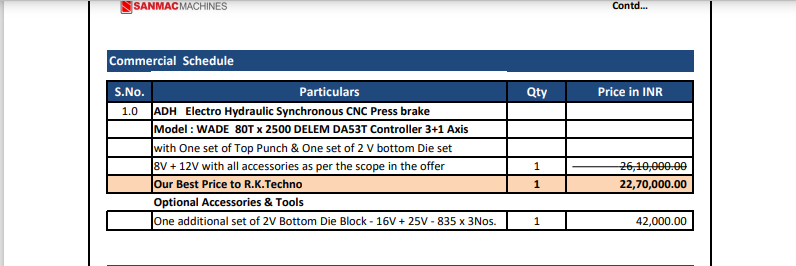 SANMAC MACHINES
Contd...
Commercial Schedule
S.No. Particulars Qty Price in INR
1.0 ADH Electro Hydraulic Synchronous CNC Press brake
Model : WADE 80T x 2500 DELEM DA53T Controller 3+1 Axis
with One set of Top Punch & One set of 2 V bottom Die set
8V + 12V with all accessories as per the scope in the offer 1 26,10,000.00
Our Best Price to R.K.Techno 1 22,70,000.00
Optional Accessories & Tools
One additional set of 2V Bottom Die Block - 16V + 25V - 835 x 3Nos. 1 42,000.00